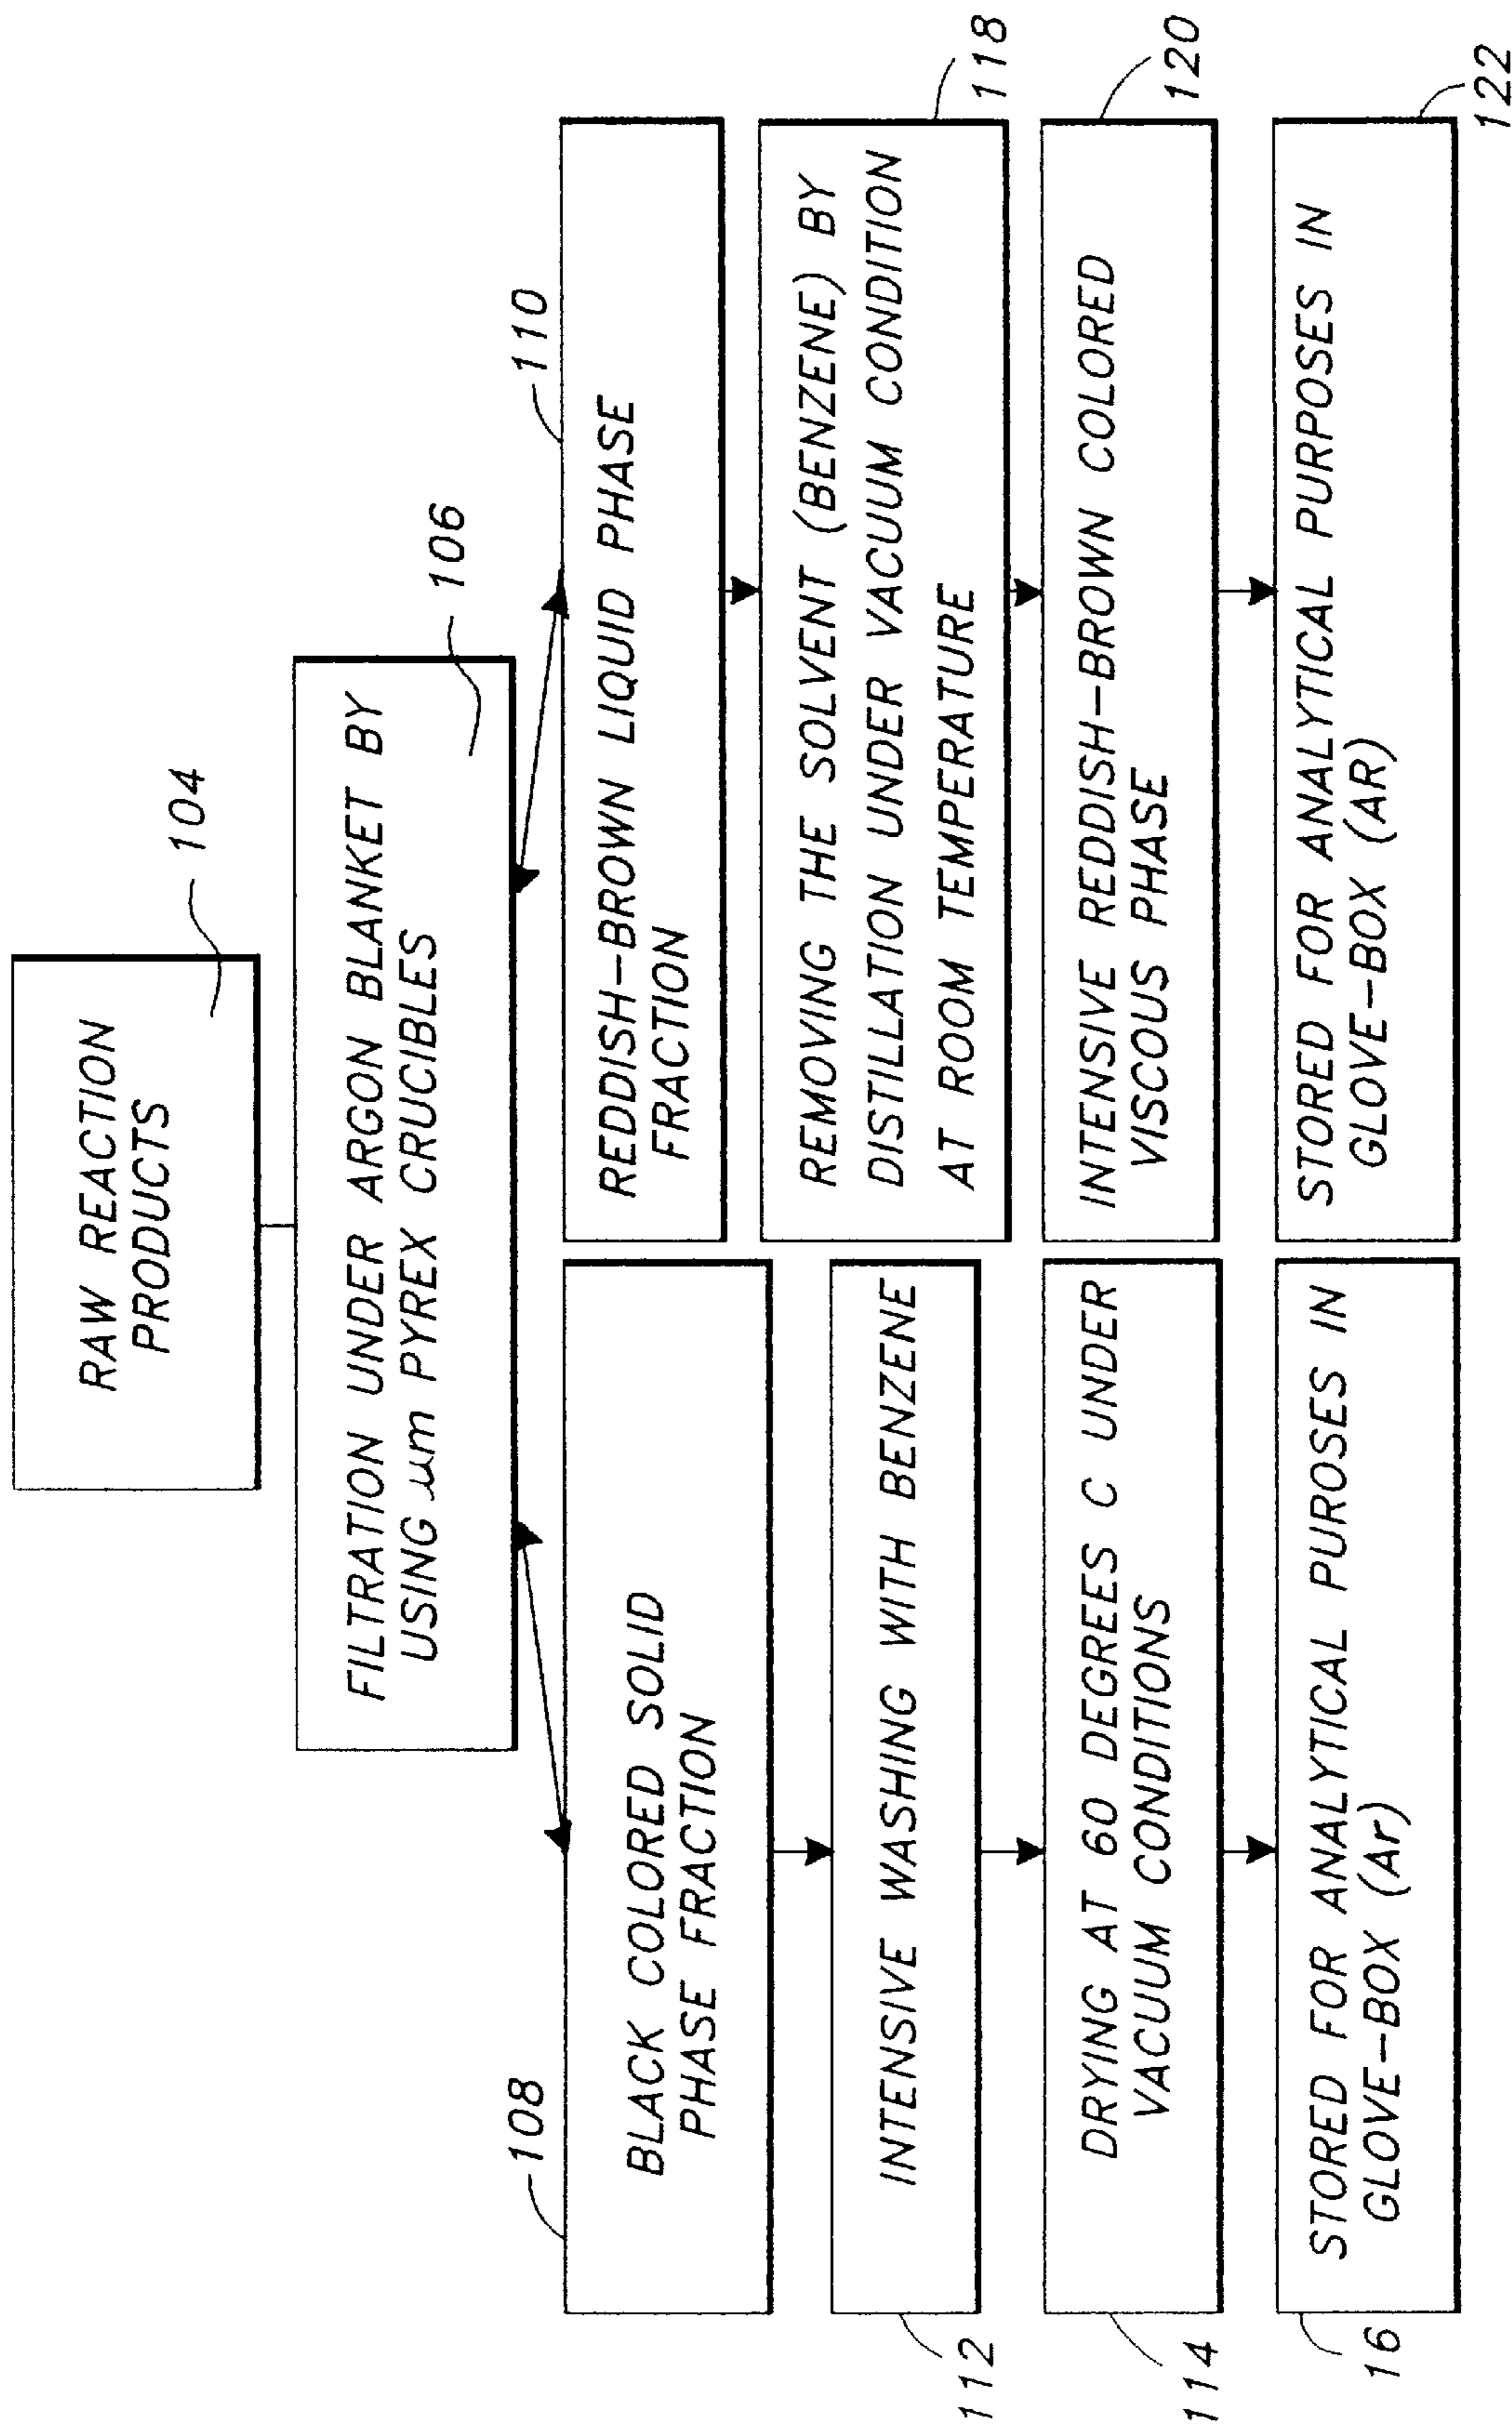 RAW REACTION
PRODUCTS
104
FILTRATION UNDER ARGON BLANKET BY
USING um PYREX CRUCIBLES
106
108
BLACK COLORED SOLID
PHASE FRACTION
INTENSIVE WASHING WITH BENZENE
112
DRYING AT 60 DEGREES C UNDER
VACUUM CONDITIONS
114
STORED FOR ANALYTICAL PUROSES IN
GLOVE-BOX (Ar)
16
110
REDDISH-BROWN LIQUID PHASE
FRACTION
REMOVING THE SOLVENT (BENZENE) BY
DISTILLATION UNDER VACUUM CONDITION
AT ROOM TEMPERATURE
118
INTENSIVE REDDISH-BROWN COLORED
VISCOUS PHASE
120
STORED FOR ANALYTICAL PURPOSES IN
GLOVE-BOX (AR)
122